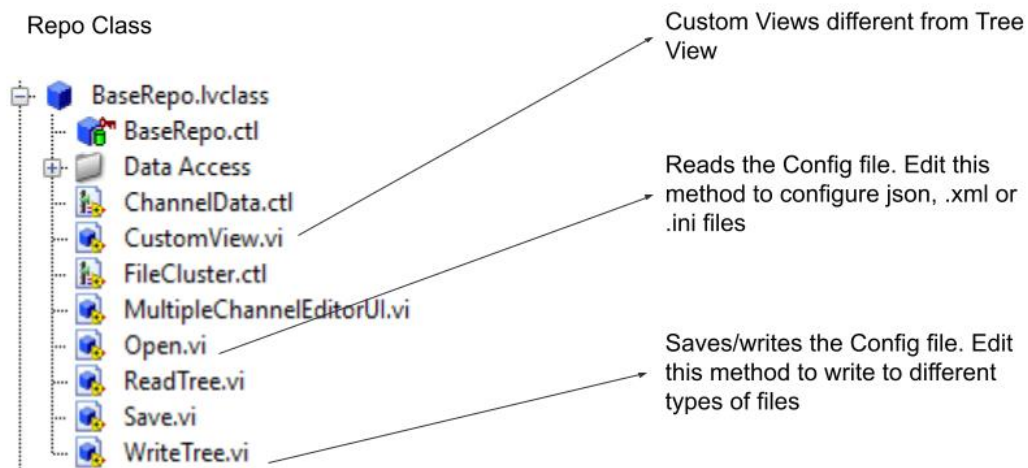 Repo Class
BaseRepo.lvclass
BaseRepo.ctl
Data Access
ChannelData.ctl
CustomView.vi
FileCluster.ctl
MultipleChannelEditorUI.vi
Open.vi
ReadTree.vi
Save.vi
WriteTree.vi
Custom Views different from Tree
View
Reads the Config file. Edit this
method to configure json, .xml or
.ini files
Saves/writes the Config file. Edit
this method to write to different
types of files